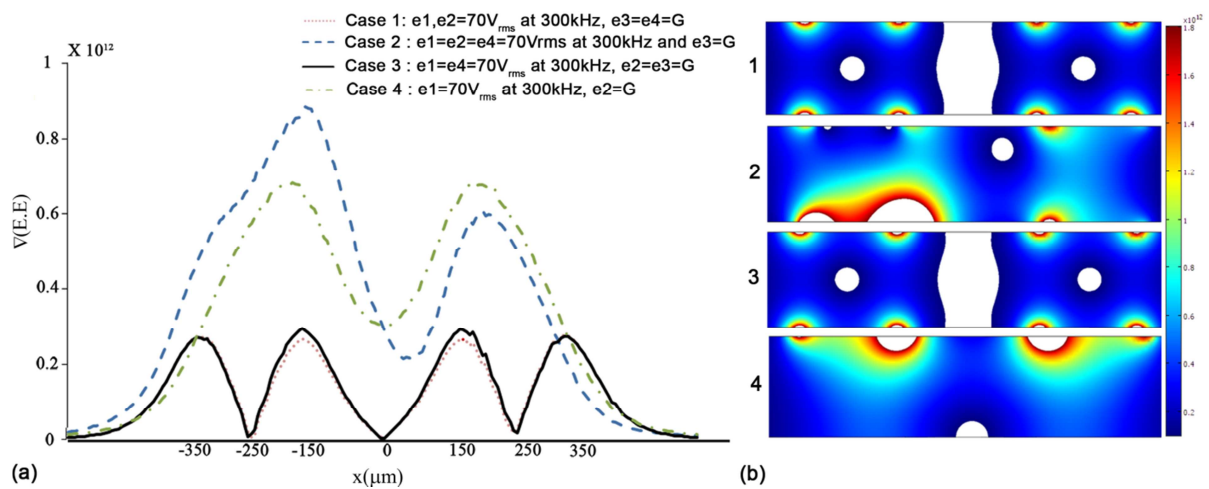 Case 1: e1,e2=70Vrms at 300kHz, e3=e4=G
Case 2 : e1=e2=e4=70Vrms at 300kHz and e3=G
Case 3 : e1=e4=70Vrms at 300kHz, e2=e3=G
Case 4 : e1=70Vrms at 300kHz, e2=G
X 10¹²
1
0.8
0.6
0.4
0.2
0
∇(E.E)
-350 -250 -150 0 150 250 350
x(μm)
(a)
1
2
3
4
(b)
x10¹²
1.8
1.6
1.4
1.2
1
0.8
0.6
0.4
0.2